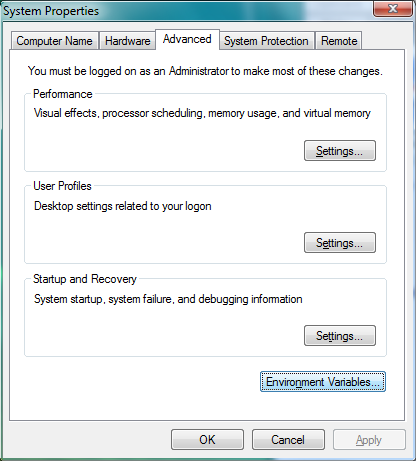 System Properties
Computer Name Hardware Advanced System Protection Remote
You must be logged on as an Administrator to make most of these changes.
Performance
Visual effects, processor scheduling, memory usage, and virtual memory
Settings...
User Profiles
Desktop settings related to your logon
Settings...
Startup and Recovery
System startup, system failure, and debugging information
Settings...
Environment Variables...
OK Cancel Apply